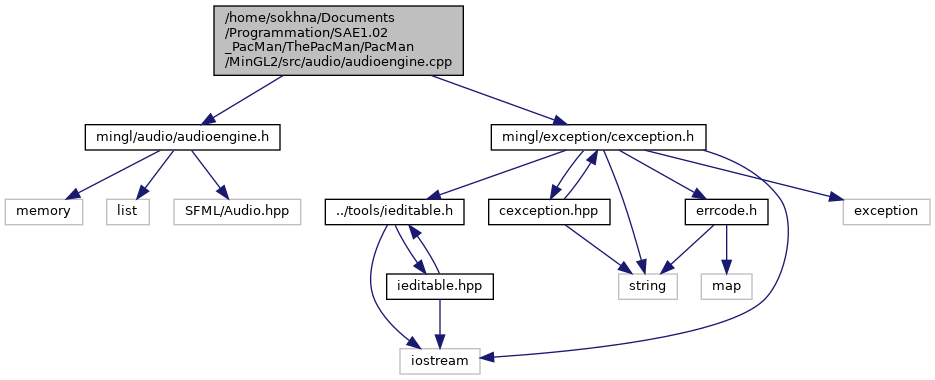 /home/sokhna/Documents
/Programmation/SAE1.02
_PacMan/ThePacMan/PacMan
/MinGL2/src/audio/audioengine.cpp
mingl/audio/audioengine.h
mingl/exception/cexception.h
memory
list
SFML/Audio.hpp
../tools/ieditable.h
cexception.hpp
errcode.h
exception
ieditable.hpp
string
map
iostream